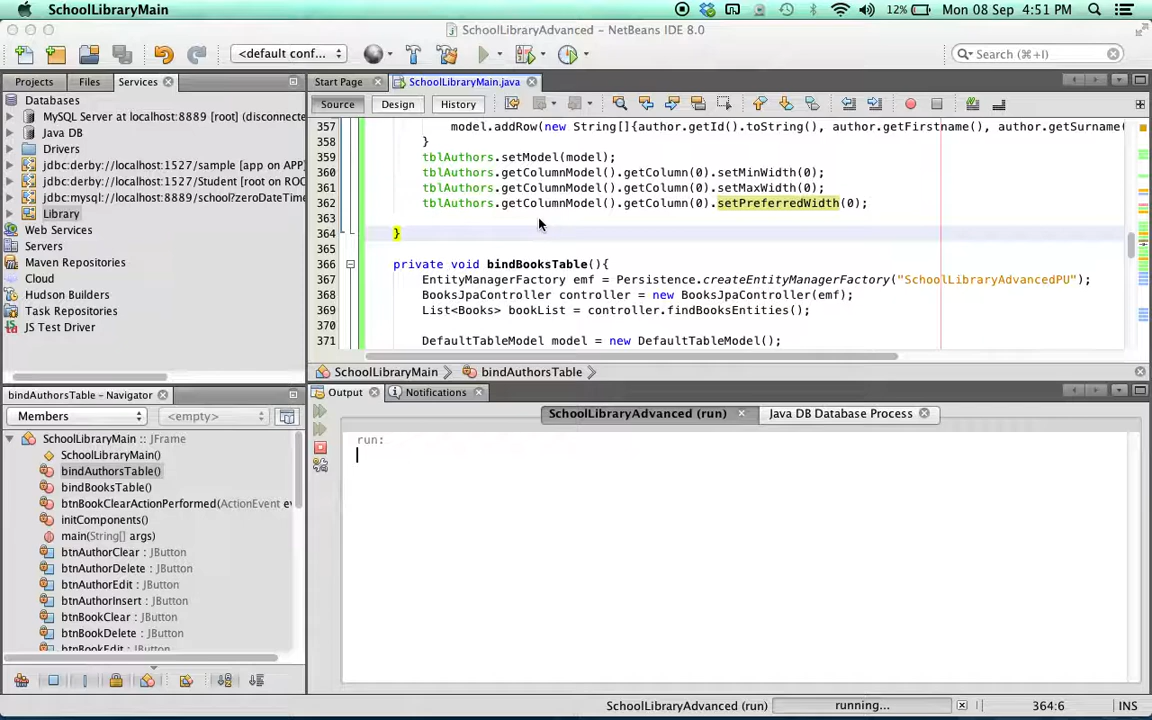 SchoolLibraryMain
12%
Mon 08 Sep 4:51 PM
SchoolLibraryAdvanced - NetBeans IDE 8.0
<default conf...
Search (⌘+I)
Projects
Files
Services
Start Page
SchoolLibraryMain.java
Databases
MySQL Server at localhost:8889 [root] (disconnecte
Java DB
Drivers
jdbc:derby://localhost:1527/sample [app on APP]
jdbc:derby://localhost:1527/Student [root on ROO
jdbc:mysql://localhost:8889/school?zeroDateTime
Library
Web Services
Servers
Maven Repositories
Cloud
Hudson Builders
Task Repositories
JS Test Driver
Source
Design
History
357 model.addRow(new String[]{author.getId().toString(), author.getFirstname(), author.getSurname(
358 }
359 tblAuthors.setModel(model);
360 tblAuthors.getColumnModel().getColumn(0).setMinWidth(0);
361 tblAuthors.getColumnModel().getColumn(0).setMaxWidth(0);
362 tblAuthors.getColumnModel().getColumn(0).setPreferredWidth(0);
363
364 }
365
366 private void bindBooksTable(){
367 EntityManagerFactory emf = Persistence.createEntityManagerFactory("SchoolLibraryAdvancedPU");
368 BooksJpaController controller = new BooksJpaController(emf);
369 List<Books> bookList = controller.findBooksEntities();
370
371 DefaultTableModel model = new DefaultTableModel();
SchoolLibraryMain
bindAuthorsTable
bindAuthorsTable - Navigator
Members
<empty>
SchoolLibraryMain :: JFrame
SchoolLibraryMain()
bindAuthorsTable()
bindBooksTable()
btnBookClearActionPerformed(ActionEvent ev
initComponents()
main(String[] args)
btnAuthorClear : JButton
btnAuthorDelete : JButton
btnAuthorEdit : JButton
btnAuthorInsert : JButton
btnBookClear : JButton
btnBookDelete : JButton
btnBookEdit : JButton
Output
Notifications
SchoolLibraryAdvanced (run)
Java DB Database Process
run:
SchoolLibraryAdvanced (run)
running...
364:6
INS